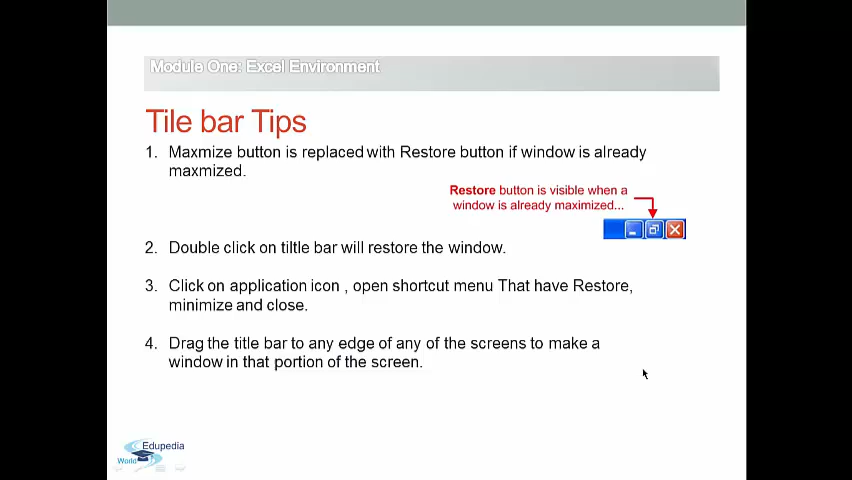 Module One: Excel Environment
Tile bar Tips
1. Maxmize button is replaced with Restore button if window is already
maxmized.
Restore button is visible when a
window is already maximized...
2. Double click on tiltle bar will restore the window.
3. Click on application icon , open shortcut menu That have Restore,
minimize and close.
4. Drag the title bar to any edge of any of the screens to make a
window in that portion of the screen.
Edupedia
World